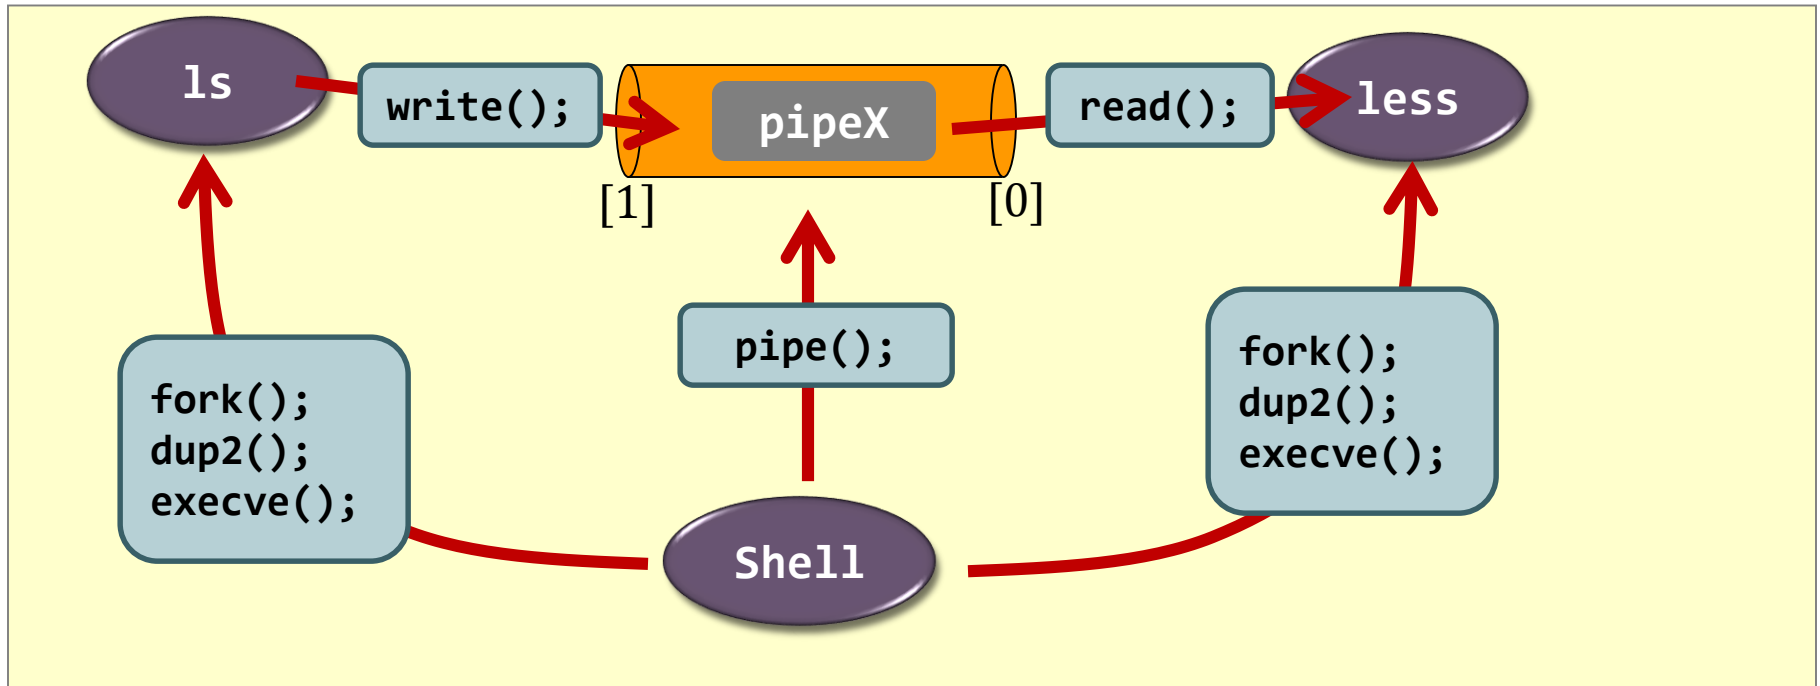 ls
write();
pipeX
read();
less
[1]
[0]
pipe();
fork();
dup2();
execve();
fork();
dup2();
execve();
Shell